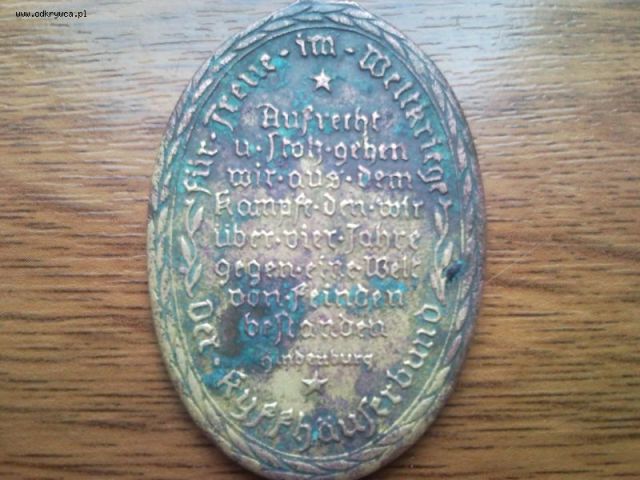 www.odkrywca.pl
Für · Treue · im · Weltkriege
Aufrecht
u · stolz · gehen
wir · aus · dem
Kampfe · den · wir
über · vier · Jahre
gegen · eine · Welt
von · Feinden
bestanden
Hindenburg
Der · Kyffhäuserbund